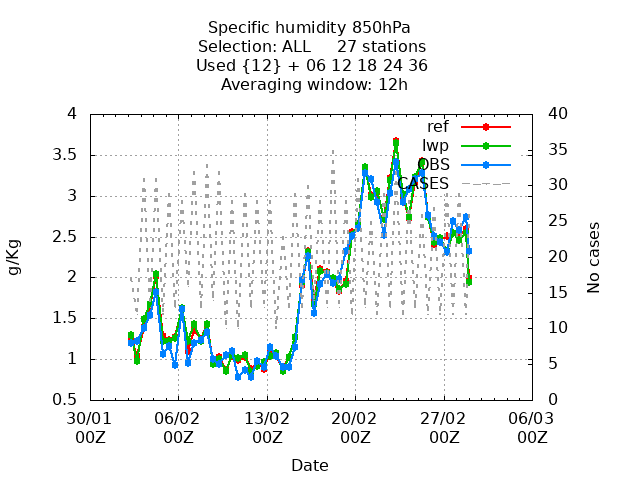 Specific humidity 850hPa
Selection: ALL 27 stations
Used {12} + 06 12 18 24 36
Averaging window: 12h
4
3.5
3
2.5
2
1.5
1
0.5
40
35
30
25
20
15
10
5
0
ref
lwp
OBS
CASES
g/Kg
No cases
30/01 06/02 13/02 20/02 27/02 06/03
00Z 00Z 00Z 00Z 00Z 00Z
Date